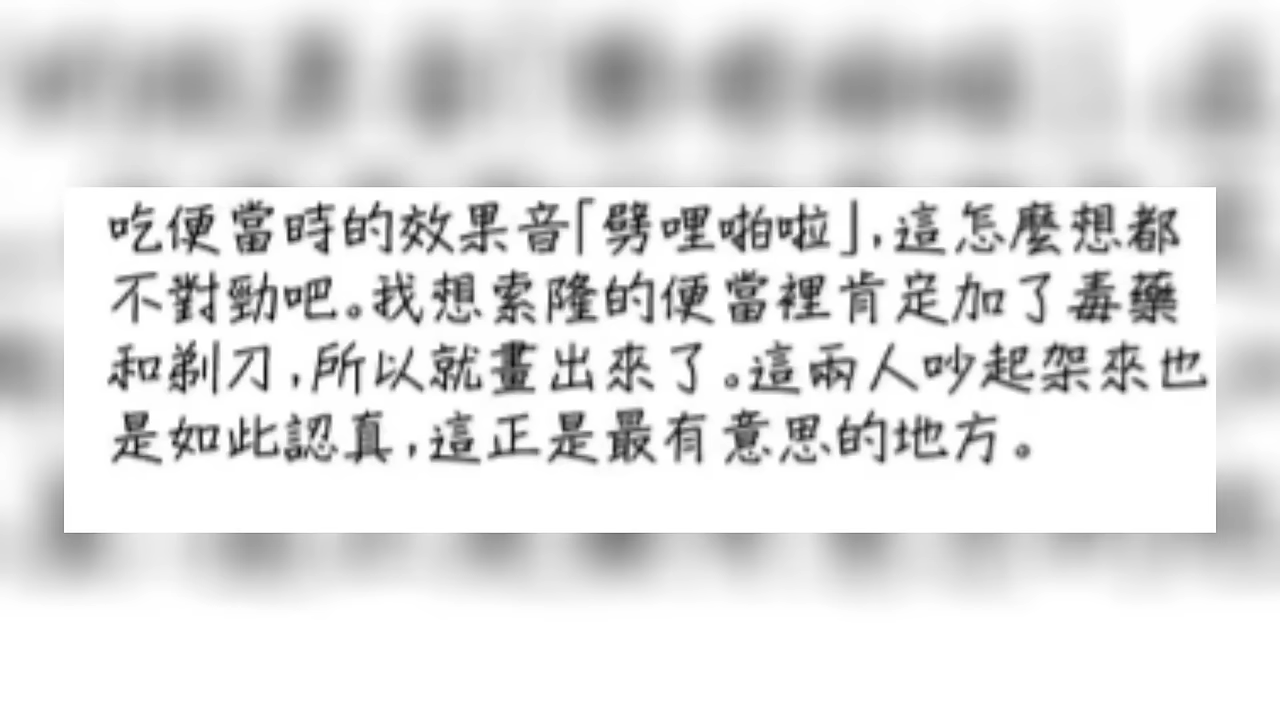 吃便當時的效果音「劈哩啪啦」,這怎麼想都
不對勁吧。我想索隆的便當裡肯定加了毒藥
和剃刀,所以就畫出來了。這兩人吵起架來也
是如此認真,這正是最有意思的地方。